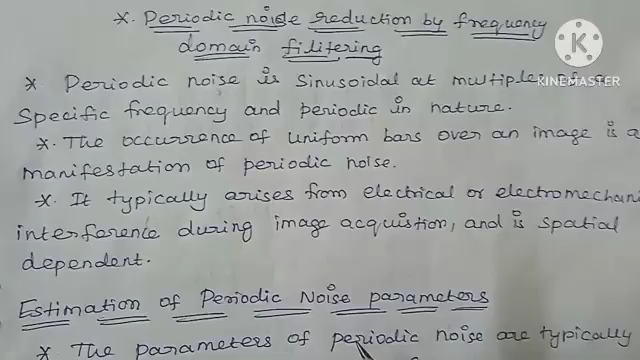 *. Periodic noise reduction by frequency
domain filitering
* Periodic noise is sinusoidal at multiples of a
specific frequency and periodic in nature.
*. The occurrence of uniform bars over an image is a
manifestation of periodic noise.
*. It typically arises from electrical or electromechani
interference during image acquistion, and is spatial
dependent.
Estimation of Periodic Noise parameters
* The parameters of periodic noise are typically
K
KINEMASTER